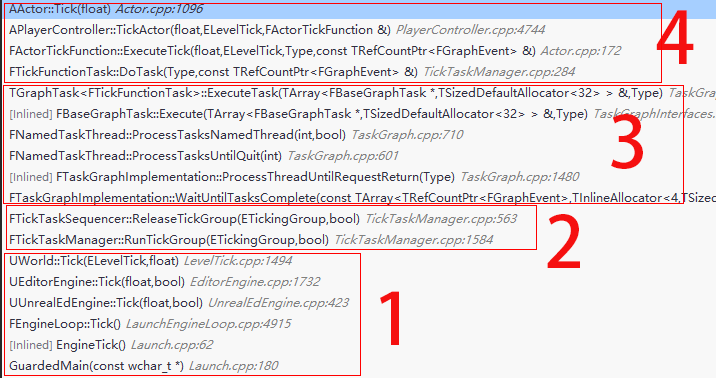 AActor::Tick(float) Actor.cpp:1096
APlayerController::TickActor(float,ELevelTick,FActorTickFunction &) PlayerController.cpp:4744
FActorTickFunction::ExecuteTick(float,ELevelTick,Type,const TRefCountPtr<FGraphEvent> &) Actor.cpp:172
FTickFunctionTask::DoTask(Type,const TRefCountPtr<FGraphEvent> &) TickTaskManager.cpp:284
4
TGraphTask<FTickFunctionTask>::ExecuteTask(TArray<FBaseGraphTask *,TSizedDefaultAllocator<32> > &,Type) TaskG
[Inlined] FBaseGraphTask::Execute(TArray<FBaseGraphTask *,TSizedDefaultAllocator<32> > &,Type) TaskGraphInterfaces.
FNamedTaskThread::ProcessTasksNamedThread(int,bool) TaskGraph.cpp:710
FNamedTaskThread::ProcessTasksUntilQuit(int) TaskGraph.cpp:601
[Inlined] FTaskGraphImplementation::ProcessThreadUntilRequestReturn(Type) TaskGraph.cpp:1480
FTaskGraphImplementation::WaitUntilTasksComplete(const TArray<TRefCountPtr<FGraphEvent>,TInlineAllocator<4,TSized
3
FTickTaskSequencer::ReleaseTickGroup(ETickingGroup,bool) TickTaskManager.cpp:563
FTickTaskManager::RunTickGroup(ETickingGroup,bool) TickTaskManager.cpp:1584
2
UWorld::Tick(ELevelTick,float) LevelTick.cpp:1494
UEditorEngine::Tick(float,bool) EditorEngine.cpp:1732
UUnrealEdEngine::Tick(float,bool) UnrealEdEngine.cpp:423
FEngineLoop::Tick() LaunchEngineLoop.cpp:4915
[Inlined] EngineTick() Launch.cpp:62
GuardedMain(const wchar_t *) Launch.cpp:180
1